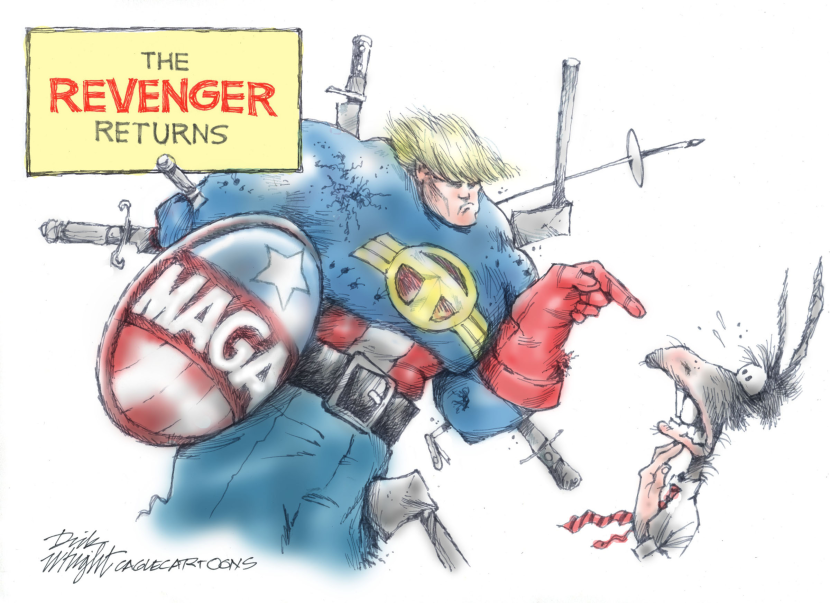 THE
REVENGER
RETURNS
MAGA
Dick
Wright CAGLECARTOONS